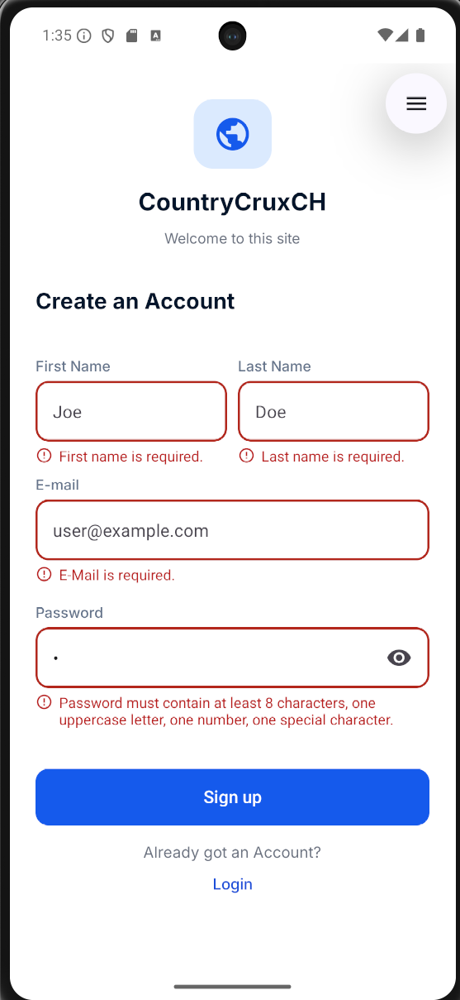 1:35
CountryCruxCH
Welcome to this site
Create an Account
First Name
Last Name
Joe
Doe
First name is required.
Last name is required.
E-mail
user@example.com
E-Mail is required.
Password
•
Password must contain at least 8 characters, one
uppercase letter, one number, one special character.
Sign up
Already got an Account?
Login